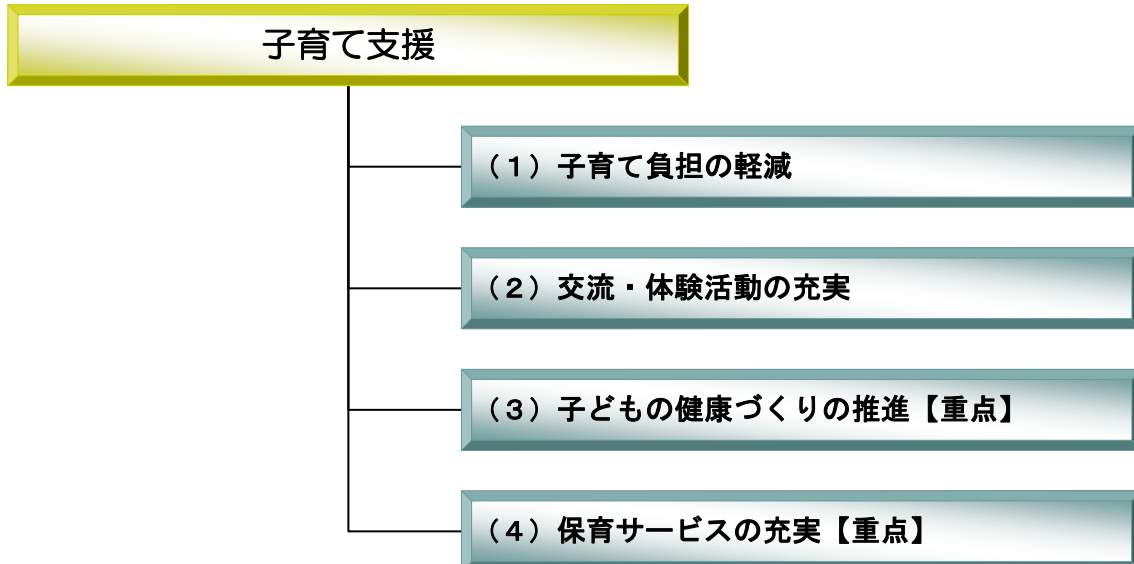 子育て支援
（１）子育て負担の軽減
（２）交流・体験活動の充実
（３）子どもの健康づくりの推進【重点】
（４）保育サービスの充実【重点】